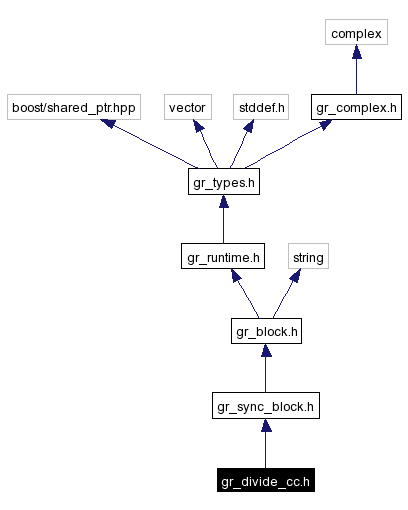 complex
boost/shared_ptr.hpp
vector
stddef.h
gr_complex.h
gr_types.h
gr_runtime.h
string
gr_block.h
gr_sync_block.h
gr_divide_cc.h